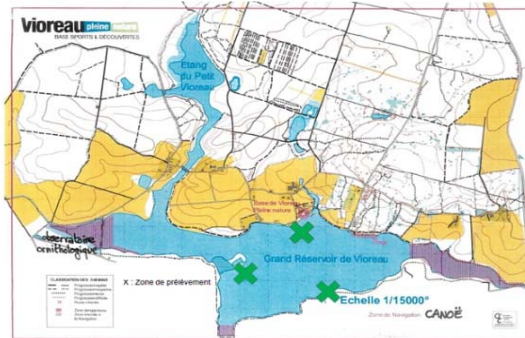 Vioreau pleine nature
BASE SPORTS & DÉCOUVERTES
Etang
du Petit
Vioreau
Base de Vioreau
Pleine nature
observatoire
ornithologique
Grand Réservoir de Vioreau
X : Zone de prélèvement
Echelle 1/15000°
Zone de Navigation CANOË